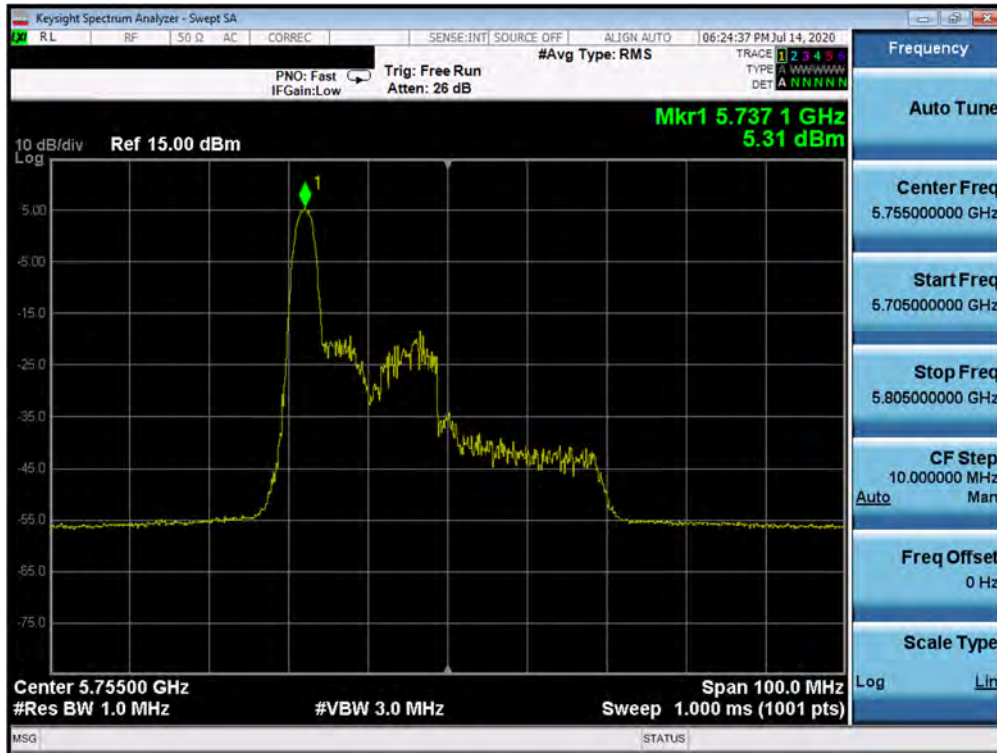 Keysight Spectrum Analyzer - Swept SA
LXI RL RF 50 Ω AC CORREC SENSE:INT SOURCE OFF ALIGN AUTO 06:24:37 PM Jul 14, 2020
#Avg Type: RMS
TRACE 1 2 3 4 5 6
PNO: Fast Trig: Free Run
TYPE A WWWWW
IFGain:Low Atten: 26 dB
DET A N N N N N
Mkr1 5.737 1 GHz
5.31 dBm
10 dB/div Ref 15.00 dBm
Log
1
5.00
-5.00
-15.0
-25.0
-35.0
-45.0
-55.0
-65.0
-75.0
Center 5.75500 GHz Span 100.0 MHz
#Res BW 1.0 MHz #VBW 3.0 MHz Sweep 1.000 ms (1001 pts)
MSG STATUS
Frequency
Auto Tune
Center Freq
5.755000000 GHz
Start Freq
5.705000000 GHz
Stop Freq
5.805000000 GHz
CF Step
10.000000 MHz
Auto Man
Freq Offset
0 Hz
Scale Type
Log Lin